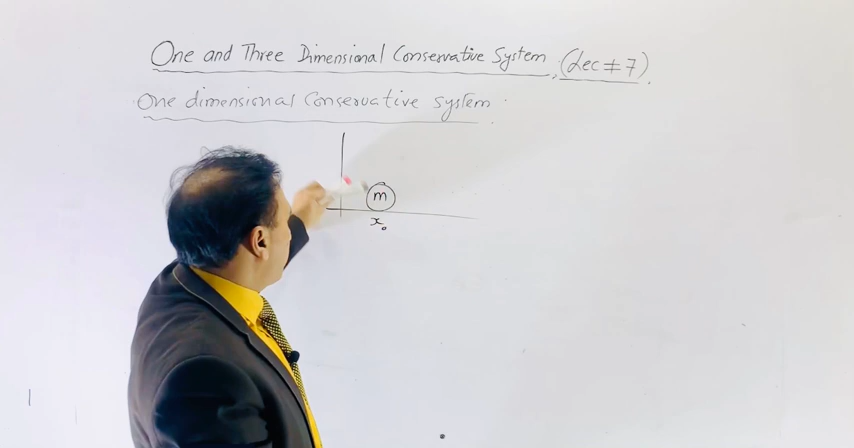 One and Three Dimensional Conservative System (Lec # 7).
One dimensional Conservative system.
m
x₀